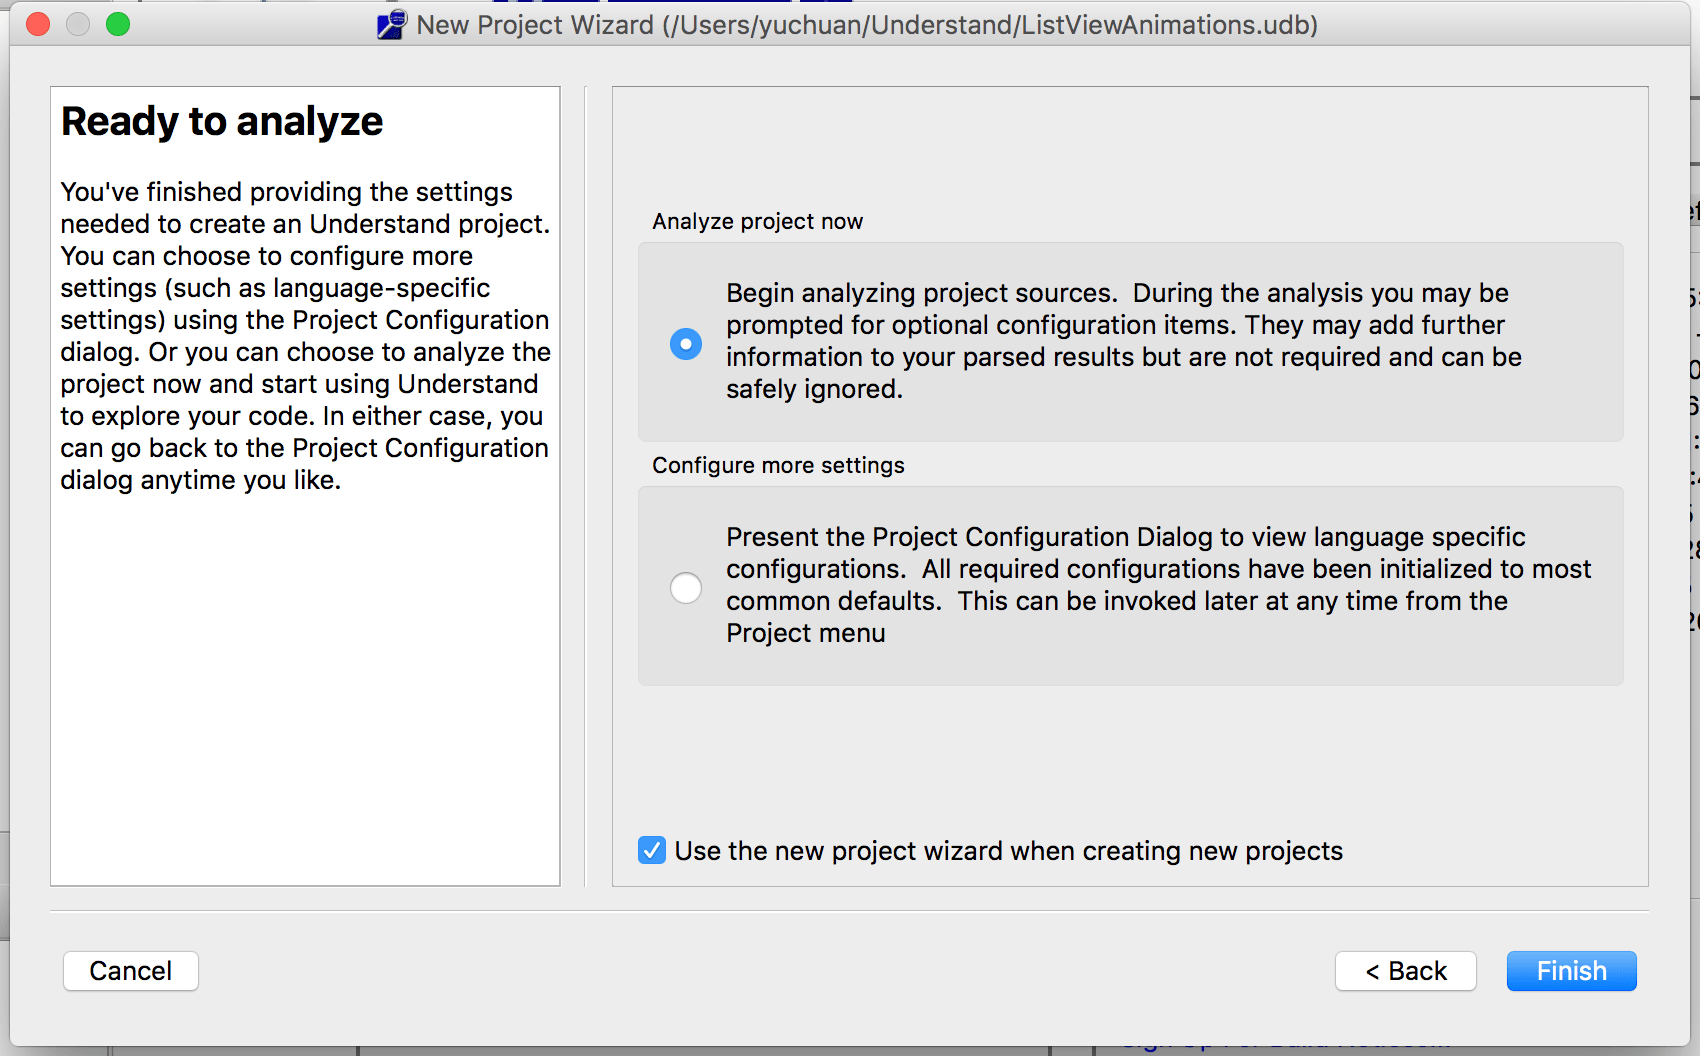 New Project Wizard (/Users/yuchuan/Understand/ListViewAnimations.udb)
Ready to analyze
You've finished providing the settings
needed to create an Understand project.
You can choose to configure more
settings (such as language-specific
settings) using the Project Configuration
dialog. Or you can choose to analyze the
project now and start using Understand
to explore your code. In either case, you
can go back to the Project Configuration
dialog anytime you like.
Analyze project now
Begin analyzing project sources.  During the analysis you may be
prompted for optional configuration items. They may add further
information to your parsed results but are not required and can be
safely ignored.
Configure more settings
Present the Project Configuration Dialog to view language specific
configurations.  All required configurations have been initialized to most
common defaults.  This can be invoked later at any time from the
Project menu
Use the new project wizard when creating new projects
Cancel
< Back
Finish